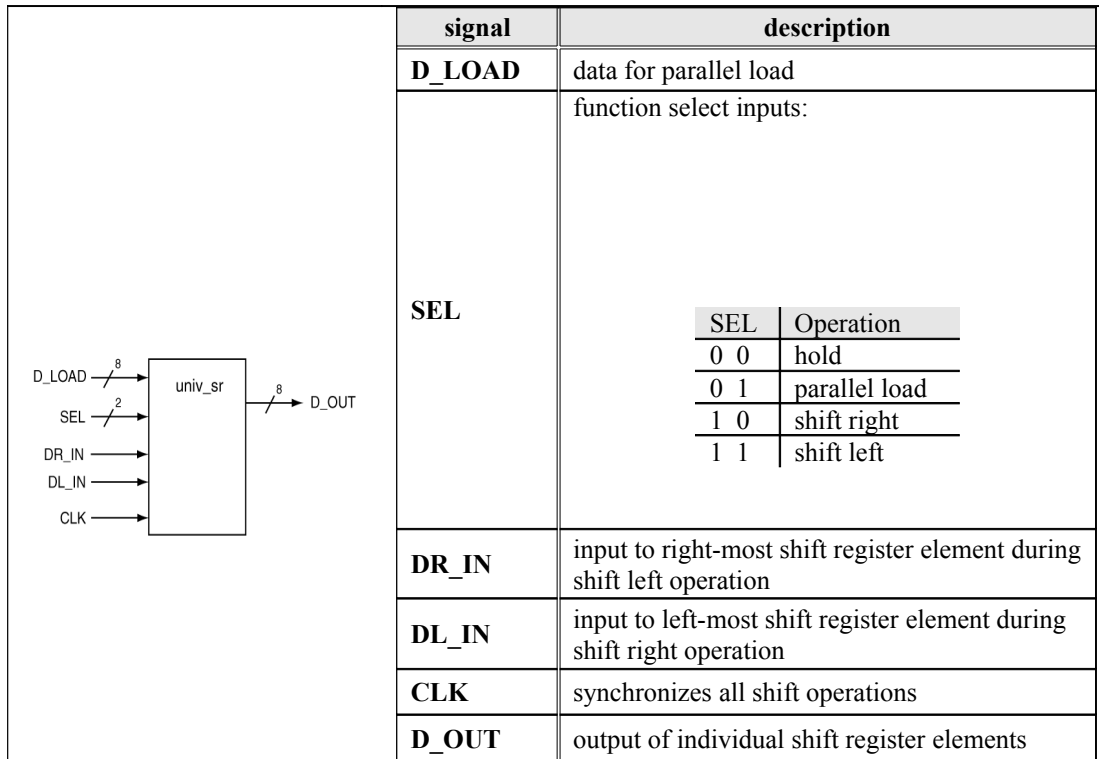 signal description
D_LOAD data for parallel load
SEL function select inputs:
SEL Operation
0 0 hold
0 1 parallel load
1 0 shift right
1 1 shift left
DR_IN input to right-most shift register element during
shift left operation
DL_IN input to left-most shift register element during
shift right operation
CLK synchronizes all shift operations
D_OUT output of individual shift register elements
D_LOAD 8 univ_sr 8 D_OUT
SEL 2
DR_IN
DL_IN
CLK